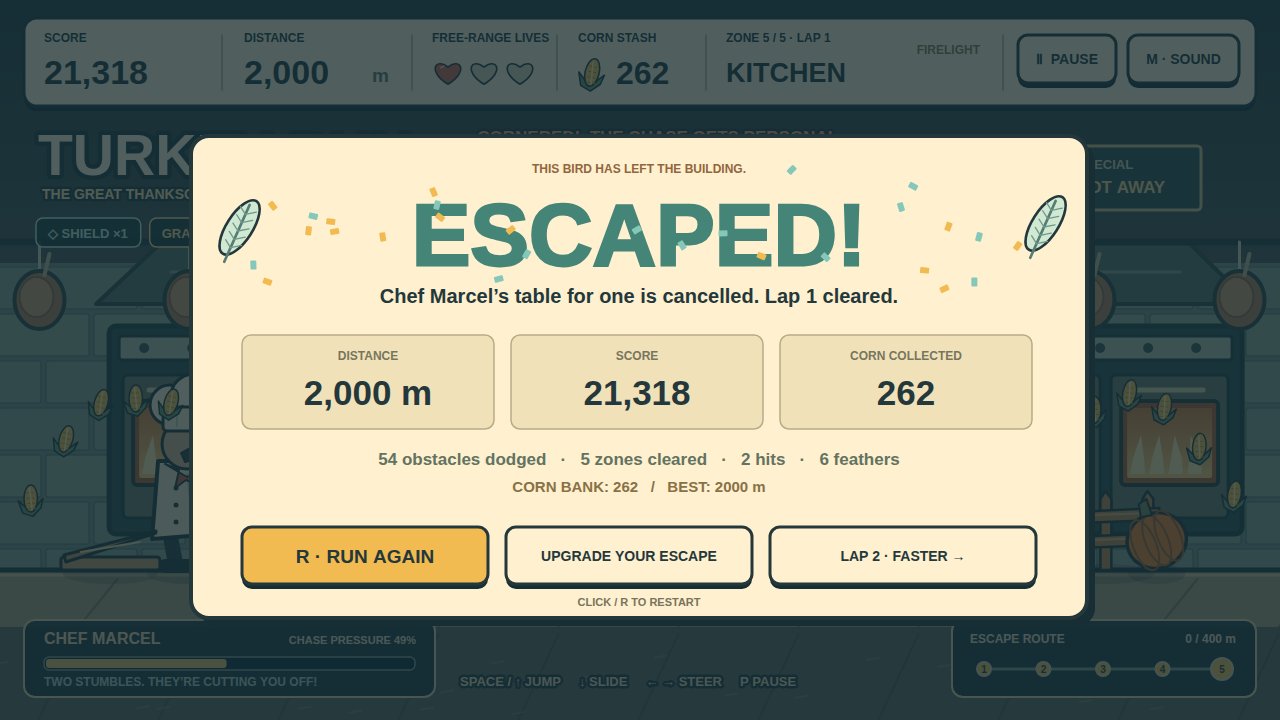 SCORE
21,318
DISTANCE
2,000 m
FREE-RANGE LIVES
CORN STASH
262
ZONE 5 / 5 · LAP 1
KITCHEN
FIRELIGHT
II PAUSE
M · SOUND
TURK
THE GREAT THANKSG
◇ SHIELD ×1
GRA
ECIAL
OT AWAY
THIS BIRD HAS LEFT THE BUILDING.
ESCAPED!
Chef Marcel’s table for one is cancelled. Lap 1 cleared.
DISTANCE
2,000 m
SCORE
21,318
CORN COLLECTED
262
54 obstacles dodged · 5 zones cleared · 2 hits · 6 feathers
CORN BANK: 262 / BEST: 2000 m
R · RUN AGAIN
UPGRADE YOUR ESCAPE
LAP 2 · FASTER →
CLICK / R TO RESTART
CHEF MARCEL
CHASE PRESSURE 49%
TWO STUMBLES. THEY’RE CUTTING YOU OFF!
SPACE / ↑ JUMP ↓ SLIDE ← → STEER P PAUSE
ESCAPE ROUTE
0 / 400 m
1 2 3 4 5